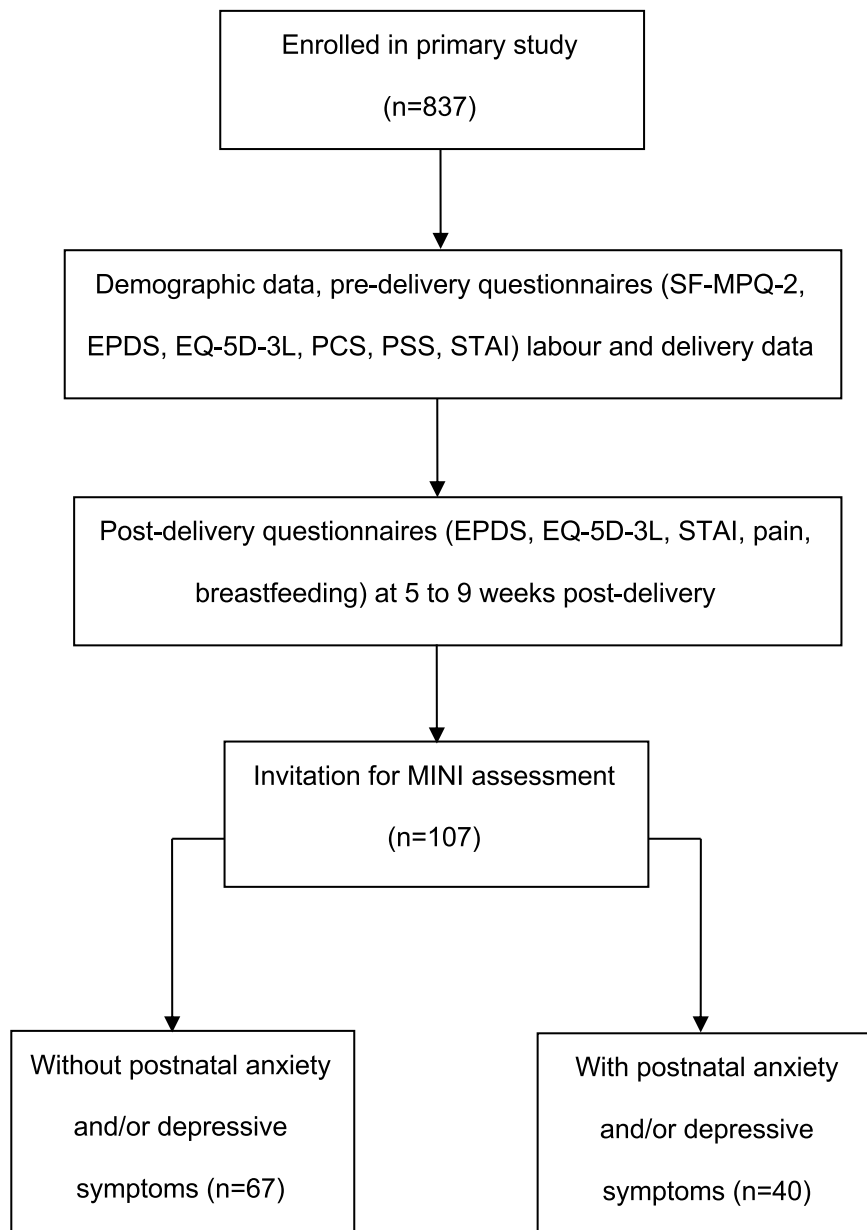 Enrolled in primary study
(n=837)
Demographic data, pre-delivery questionnaires (SF-MPQ-2,
EPDS, EQ-5D-3L, PCS, PSS, STAI) labour and delivery data
Post-delivery questionnaires (EPDS, EQ-5D-3L, STAI, pain,
breastfeeding) at 5 to 9 weeks post-delivery
Invitation for MINI assessment
(n=107)
Without postnatal anxiety
and/or depressive
symptoms (n=67)
With postnatal anxiety
and/or depressive
symptoms (n=40)